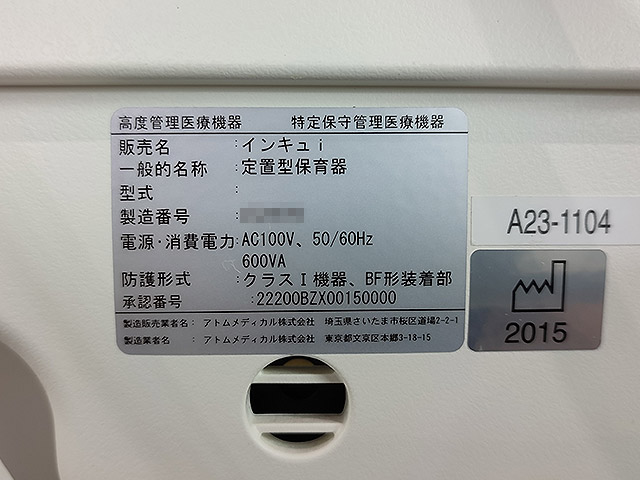 高度管理医療機器　特定保守管理医療機器
販売名　：インキュ i
一般的名称　：定置型保育器
型式　：
製造番号　：
電源・消費電力：AC100V、50/60Hz
600VA
防護形式　：クラスⅠ機器、BF形装着部
承認番号　：22200BZX00150000
製造販売業者名：アトムメディカル株式会社　埼玉県さいたま市桜区道場2-2-1
製造業者名　：アトムメディカル株式会社　東京都文京区本郷3-18-15
A23-1104
2015